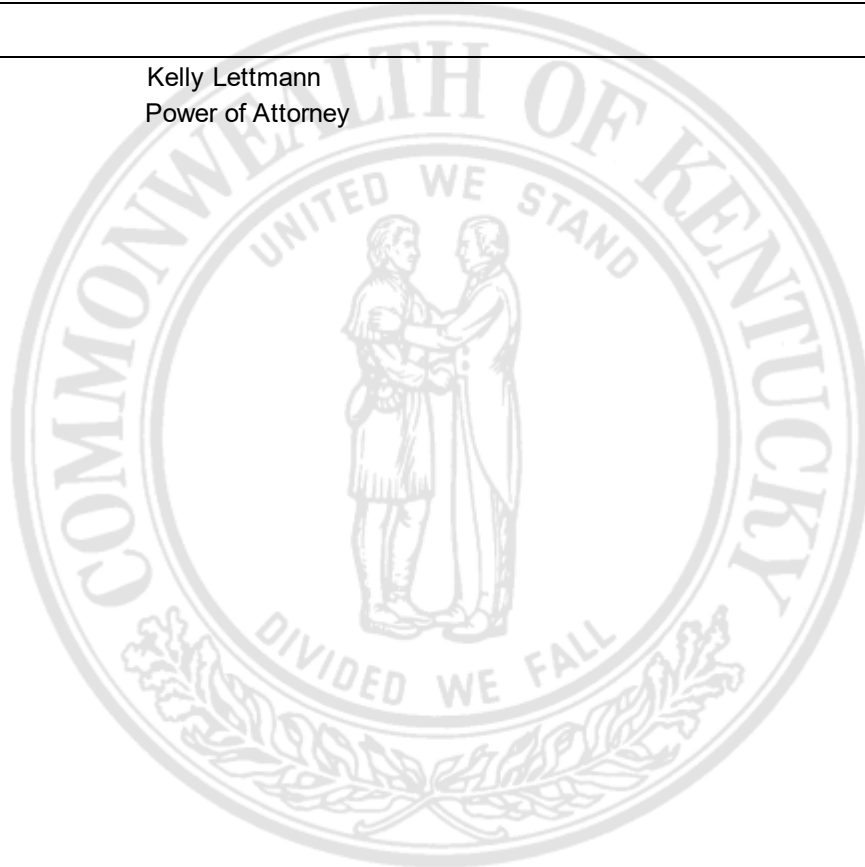 Kelly Lettmann
Power of Attorney
COMMONWEALTH OF KENTUCKY
UNITED WE STAND
DIVIDED WE FALL